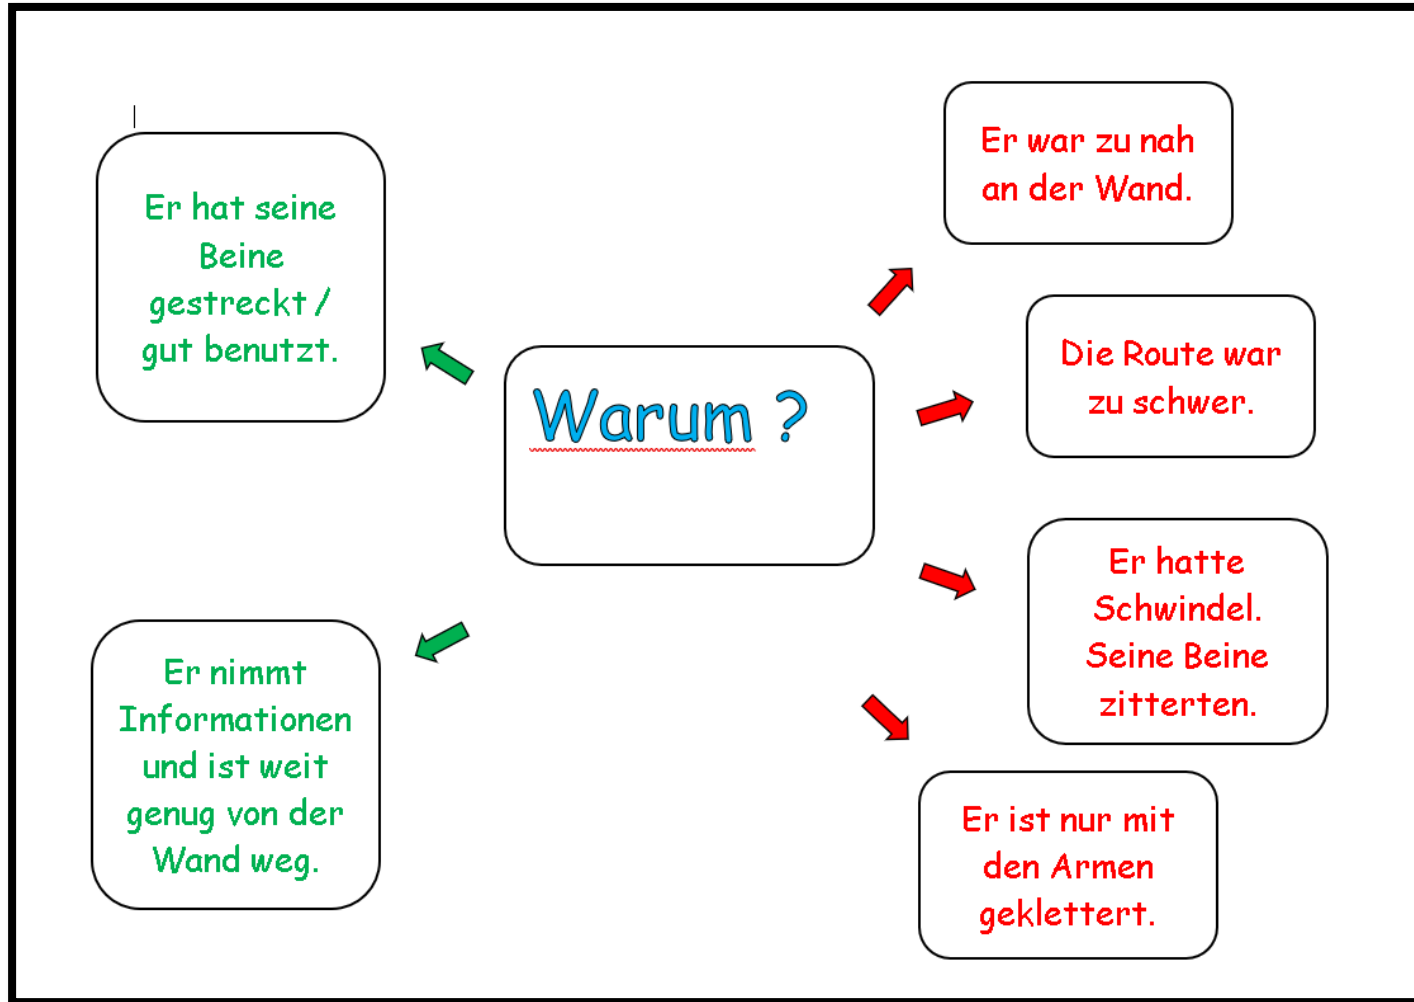 Er hat seine
Beine
gestreckt /
gut benutzt.
Er nimmt
Informationen
und ist weit
genug von der
Wand weg.
Warum ?
Er war zu nah
an der Wand.
Die Route war
zu schwer.
Er hatte
Schwindel.
Seine Beine
zitterten.
Er ist nur mit
den Armen
geklettert.